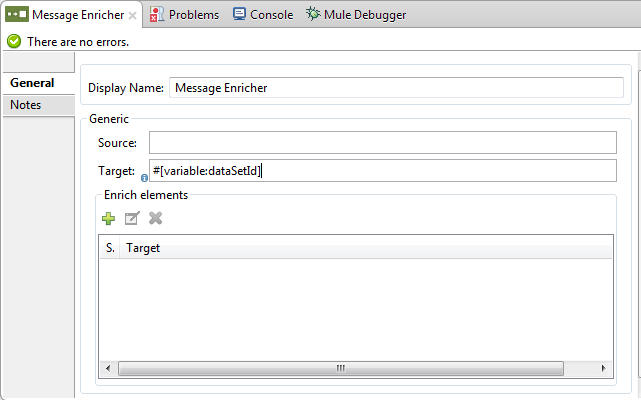 Message Enricher Problems Console Mule Debugger
There are no errors.
General
Notes
Display Name: Message Enricher
Generic
Source:
Target: #[variable:dataSetId]
Enrich elements
S. Target